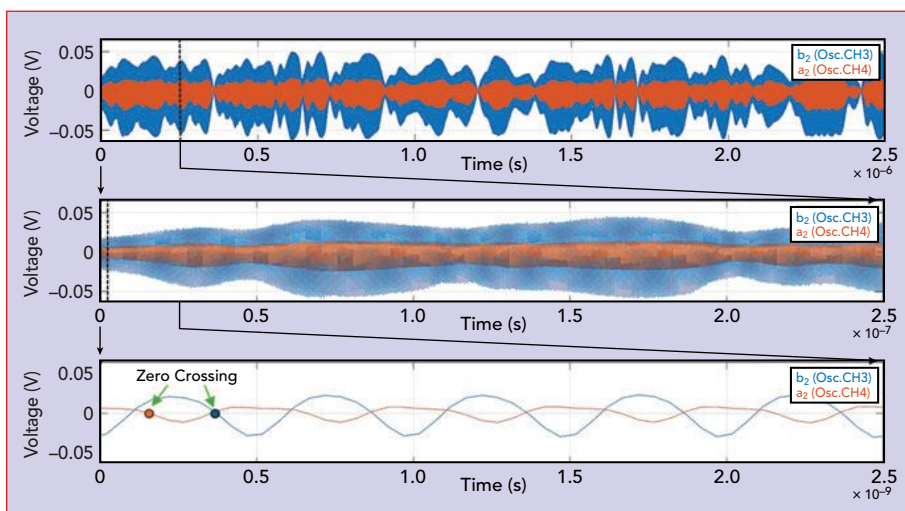 Voltage (V)
0.05
0
−0.05
b2 (Osc.CH3)
a2 (Osc.CH4)
0 0.5 1.0 1.5 2.0 2.5
Time (s)
× 10−6
Voltage (V)
0.05
0
−0.05
b2 (Osc.CH3)
a2 (Osc.CH4)
0 0.5 1.0 1.5 2.0 2.5
Time (s)
× 10−7
Voltage (V)
0.05
0
−0.05
Zero Crossing
b2 (Osc.CH3)
a2 (Osc.CH4)
0 0.5 1.0 1.5 2.0 2.5
Time (s)
× 10−9